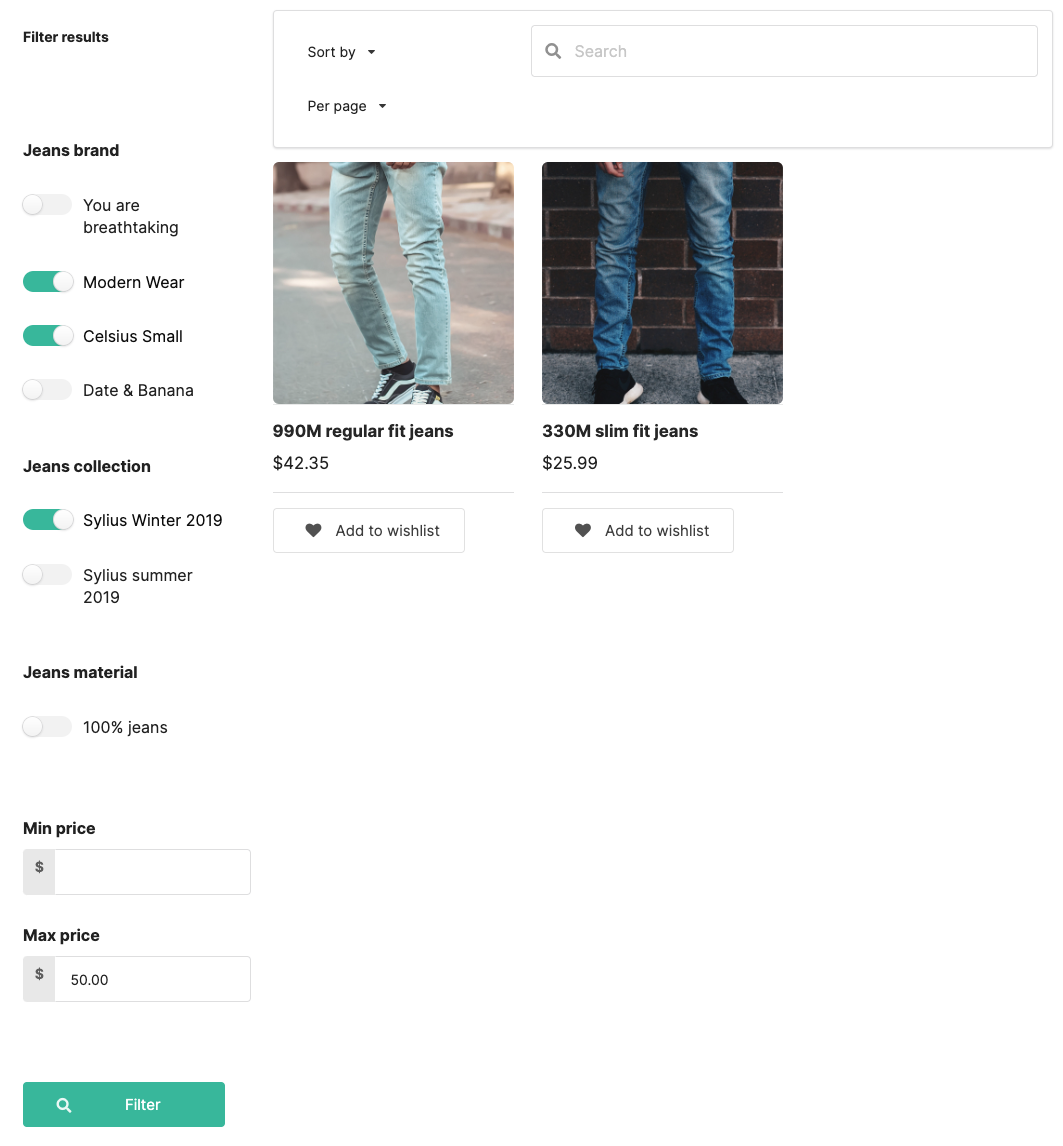 Filter results
Jeans brand
You are
breathtaking
Modern Wear
Celsius Small
Date & Banana
Jeans collection
Sylius Winter 2019
Sylius summer
2019
Jeans material
100% jeans
Min price
$
Max price
$ 50.00
Filter
Sort by
Search
Per page
990M regular fit jeans
$42.35
Add to wishlist
330M slim fit jeans
$25.99
Add to wishlist